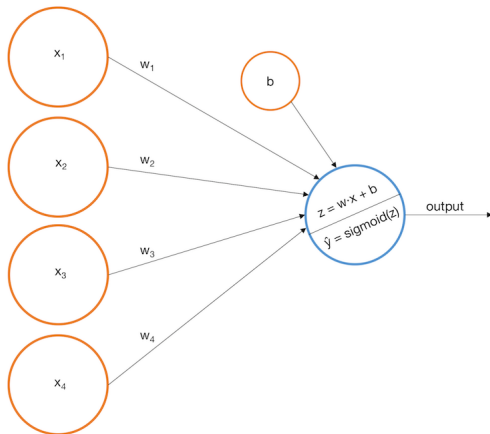 x₁
w₁
b
x₂
w₂
z = w·x + b
ŷ = sigmoid(z)
output
x₃
w₃
w₄
x₄